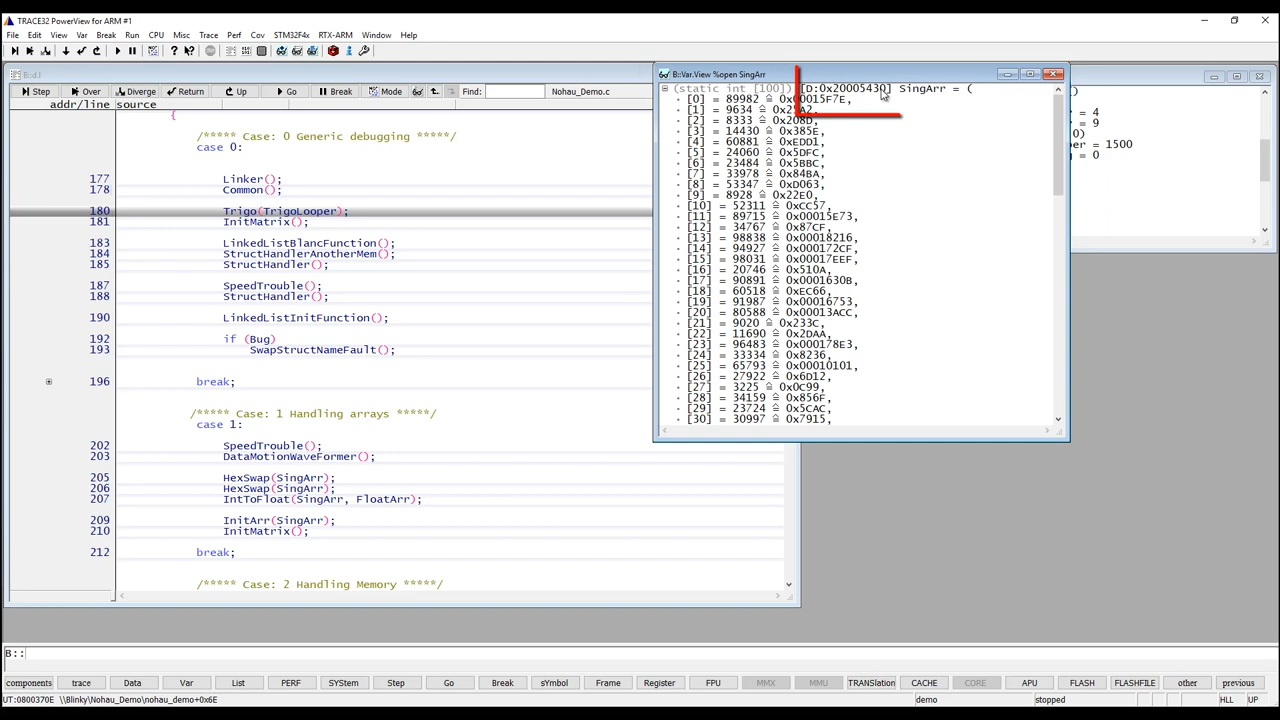 TRACE32 PowerView for ARM #1
File Edit View Var Break Run CPU Misc Trace Perf Cov STM32F4x RTX-ARM Window Help
B::d.l
Step Over Diverge Return Up Go Break Mode Find: Nohau_Demo.c
addr/line source
{
/***** Case: 0 Generic debugging *****/
case 0:
177 Linker();
178 Common();
180 Trigo(TrigoLooper);
181 InitMatrix();
183 LinkedListBlancFunction();
184 StructHandlerAnotherMem();
185 StructHandler();
187 SpeedTrouble();
188 StructHandler();
190 LinkedListInitFunction();
192 if (Bug)
193 SwapStructNameFault();
196 break;
/***** Case: 1 Handling arrays *****/
case 1:
202 SpeedTrouble();
203 DataMotionWaveFormer();
205 HexSwap(SingArr);
206 HexSwap(SingArr);
207 IntToFloat(SingArr, FloatArr);
209 InitArr(SingArr);
210 InitMatrix();
212 break;
/***** Case: 2 Handling Memory *****/
B::Var.View %open SingArr
(static int [100]) [D:0x20005430] SingArr = (
[0] = 89982 ≙ 0x00015F7E,
[1] = 9634 ≙ 0x25A2,
[2] = 8333 ≙ 0x208D,
[3] = 14430 ≙ 0x385E,
[4] = 60881 ≙ 0xEDD1,
[5] = 24060 ≙ 0x5DFC,
[6] = 23484 ≙ 0x5BBC,
[7] = 33978 ≙ 0x84BA,
[8] = 53347 ≙ 0xD063,
[9] = 8928 ≙ 0x22E0,
[10] = 52311 ≙ 0xCC57,
[11] = 89715 ≙ 0x00015E73,
[12] = 34767 ≙ 0x87CF,
[13] = 98838 ≙ 0x00018216,
[14] = 94927 ≙ 0x000172CF,
[15] = 98031 ≙ 0x00017EEF,
[16] = 20746 ≙ 0x510A,
[17] = 90891 ≙ 0x0001630B,
[18] = 60518 ≙ 0xEC66,
[19] = 91987 ≙ 0x00016753,
[20] = 80588 ≙ 0x00013ACC,
[21] = 9020 ≙ 0x233C,
[22] = 11690 ≙ 0x2DAA,
[23] = 96483 ≙ 0x000178E3,
[24] = 33334 ≙ 0x8236,
[25] = 65793 ≙ 0x00010101,
[26] = 27922 ≙ 0x6D12,
[27] = 3225 ≙ 0x0C99,
[28] = 34159 ≙ 0x856F,
[29] = 23724 ≙ 0x5CAC,
[30] = 30997 ≙ 0x7915,
)
= 4
= 9
0)
per = 1500
g = 0
B::
components trace Data Var List PERF SYStem Step Go Break sYmbol Frame Register FPU MMX MMU TRANSlation CACHE CORE APU FLASH FLASHFILE other previous
UT:0800370E \\Blinky\Nohau_Demo\nohau_demo+0x6E demo stopped HLL UP